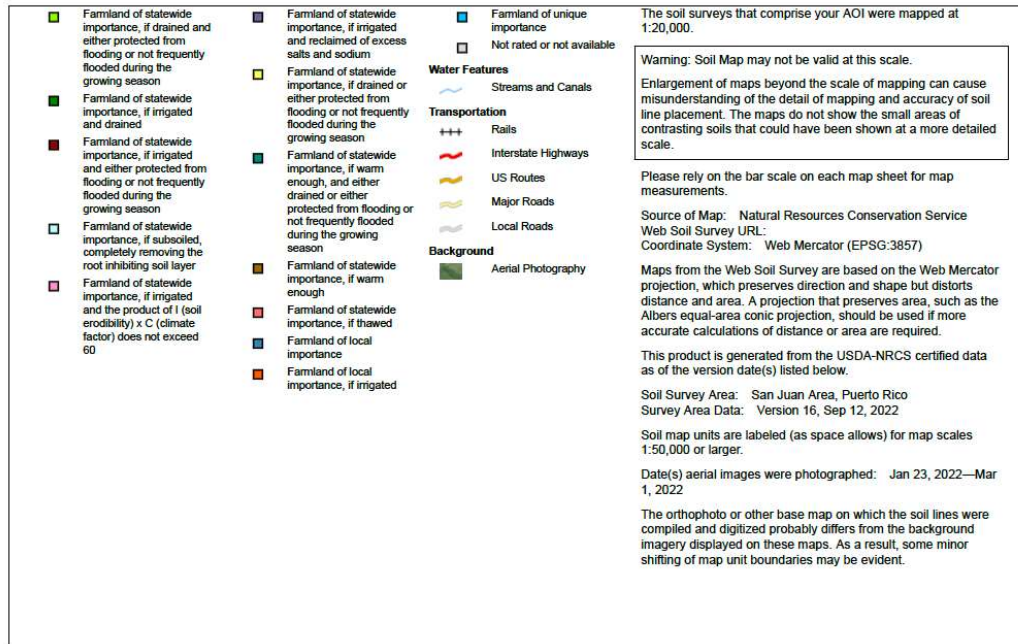 Farmland of statewide
importance, if drained and
either protected from
flooding or not frequently
flooded during the
growing season
Farmland of statewide
importance, if irrigated
and drained
Farmland of statewide
importance, if irrigated
and either protected from
flooding or not frequently
flooded during the
growing season
Farmland of statewide
importance, if subsoiled,
completely removing the
root inhibiting soil layer
Farmland of statewide
importance, if irrigated
and the product of I (soil
erodibility) x C (climate
factor) does not exceed
60
Farmland of statewide
importance, if irrigated
and reclaimed of excess
salts and sodium
Farmland of statewide
importance, if drained or
either protected from
flooding or not frequently
flooded during the
growing season
Farmland of statewide
importance, if warm
enough, and either
drained or either
protected from flooding or
not frequently flooded
during the growing
season
Farmland of statewide
importance, if warm
enough
Farmland of statewide
importance, if thawed
Farmland of local
importance
Farmland of local
importance, if irrigated
Farmland of unique
importance
Not rated or not available
Water Features
Streams and Canals
Transportation
Rails
Interstate Highways
US Routes
Major Roads
Local Roads
Background
Aerial Photography
The soil surveys that comprise your AOI were mapped at
1:20,000.
Warning: Soil Map may not be valid at this scale.
Enlargement of maps beyond the scale of mapping can cause
misunderstanding of the detail of mapping and accuracy of soil
line placement. The maps do not show the small areas of
contrasting soils that could have been shown at a more detailed
scale.
Please rely on the bar scale on each map sheet for map
measurements.
Source of Map: Natural Resources Conservation Service
Web Soil Survey URL:
Coordinate System: Web Mercator (EPSG:3857)
Maps from the Web Soil Survey are based on the Web Mercator
projection, which preserves direction and shape but distorts
distance and area. A projection that preserves area, such as the
Albers equal-area conic projection, should be used if more
accurate calculations of distance or area are required.
This product is generated from the USDA-NRCS certified data
as of the version date(s) listed below.
Soil Survey Area: San Juan Area, Puerto Rico
Survey Area Data: Version 16, Sep 12, 2022
Soil map units are labeled (as space allows) for map scales
1:50,000 or larger.
Date(s) aerial images were photographed: Jan 23, 2022—Mar
1, 2022
The orthophoto or other base map on which the soil lines were
compiled and digitized probably differs from the background
imagery displayed on these maps. As a result, some minor
shifting of map unit boundaries may be evident.